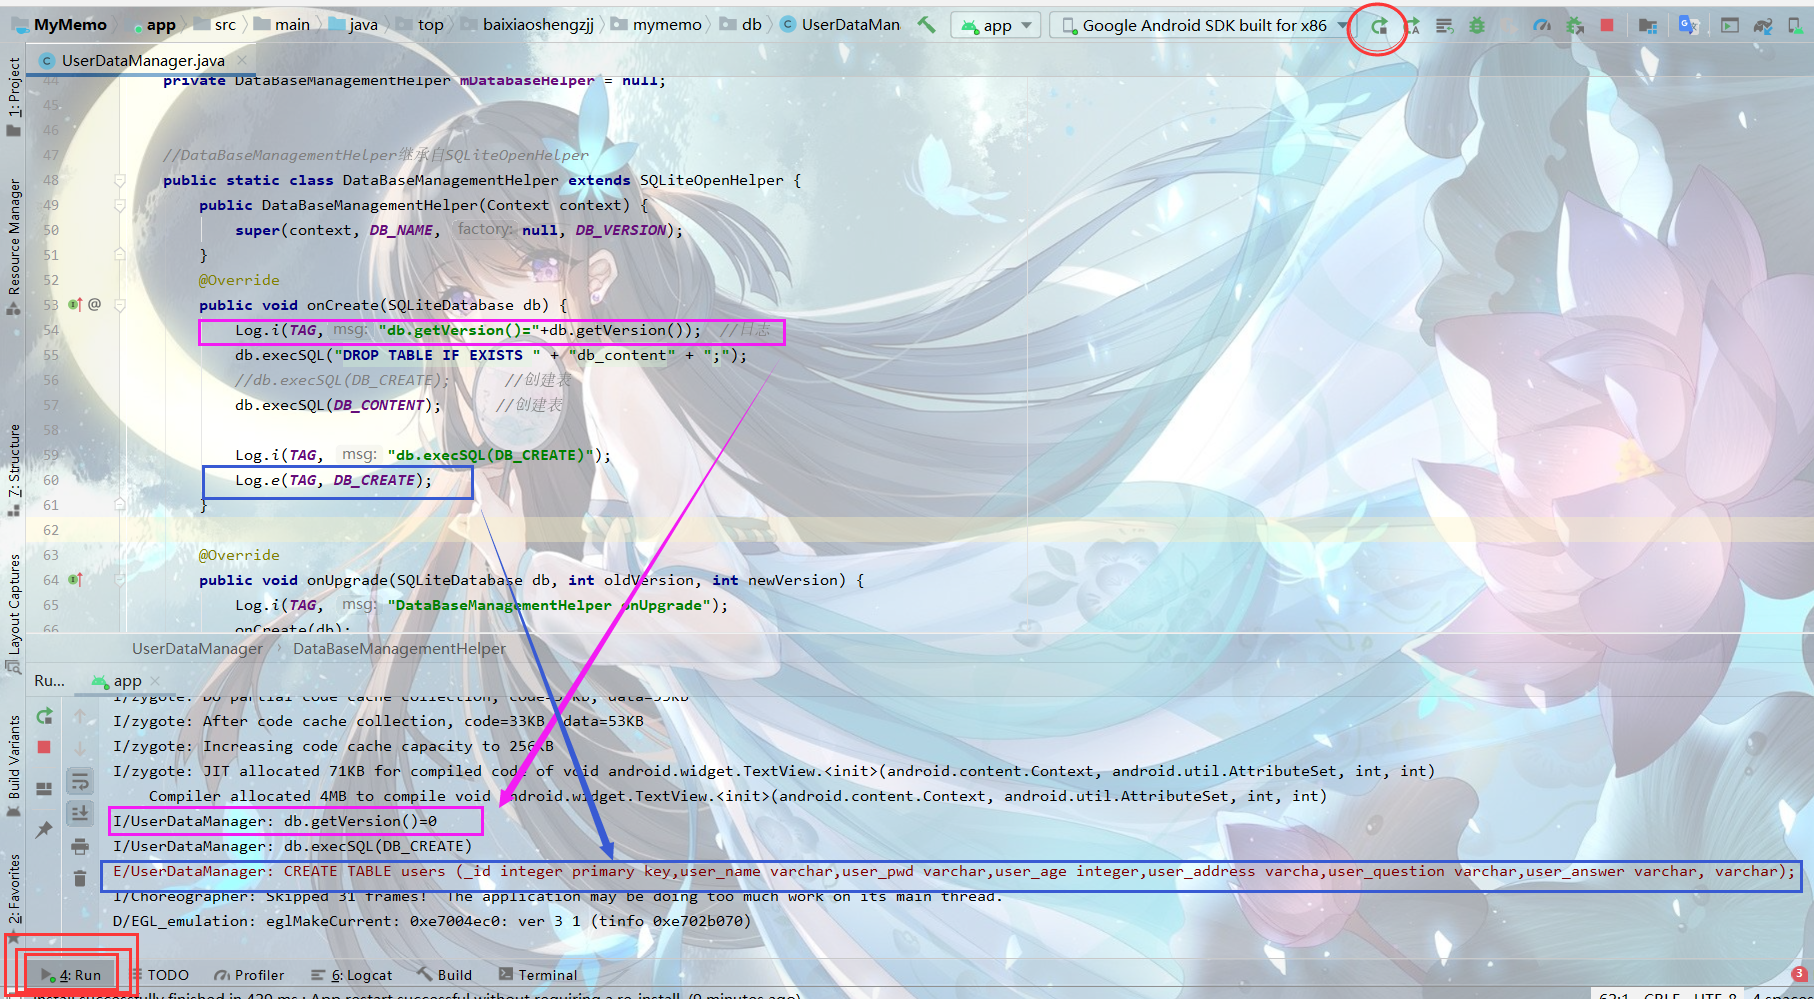 MyMemo app src main java top baixiaoshengzjj mymemo db UserDataMan app Google Android SDK built for x86
UserDataManager.java
1: Project
Resource Manager
7: Structure
Layout Captures
Build Variants
2: Favorites
44 private DataBaseManagementHelper mDatabaseHelper = null;
45
46
47 //DataBaseManagementHelper继承自SQLiteOpenHelper
48 public static class DataBaseManagementHelper extends SQLiteOpenHelper {
49 public DataBaseManagementHelper(Context context) {
50 super(context, DB_NAME, factory: null, DB_VERSION);
51 }
52 @Override
53 public void onCreate(SQLiteDatabase db) {
54 Log.i(TAG, msg: "db.getVersion()="+db.getVersion()); //日志
55 db.execSQL("DROP TABLE IF EXISTS " + "db_content" + ";");
56 //db.execSQL(DB_CREATE); //创建表
57 db.execSQL(DB_CONTENT); //创建表
58
59 Log.i(TAG, msg: "db.execSQL(DB_CREATE)");
60 Log.e(TAG, DB_CREATE);
61 }
62
63 @Override
64 public void onUpgrade(SQLiteDatabase db, int oldVersion, int newVersion) {
65 Log.i(TAG, msg: "DataBaseManagementHelper onUpgrade");
66 onCreate(db);
UserDataManager DataBaseManagementHelper
Ru... app
I/zygote: Do partial code cache collection, data=53KB
I/zygote: After code cache collection, code=33KB, data=53KB
I/zygote: Increasing code cache capacity to 256KB
I/zygote: JIT allocated 71KB for compiled code of void android.widget.TextView.<init>(android.content.Context, android.util.AttributeSet, int, int)
Compiler allocated 4MB to compile void android.widget.TextView.<init>(android.content.Context, android.util.AttributeSet, int, int)
I/UserDataManager: db.getVersion()=0
I/UserDataManager: db.execSQL(DB_CREATE)
E/UserDataManager: CREATE TABLE users (_id integer primary key,user_name varchar,user_pwd varchar,user_age integer,user_address varcha,user_question varchar,user_answer varchar, varchar);
I/Choreographer: Skipped 31 frames! The application may be doing too much work on its main thread.
D/EGL_emulation: eglMakeCurrent: 0xe7004ec0: ver 3 1 (tinfo 0xe702b070)
4: Run TODO Profiler 6: Logcat Build Terminal 3
Install successfully finished in 420 ms.: App restart successful without requiring a re-install. (9 minutes ago) 62:1 CRLF UTF-8 4 spaces